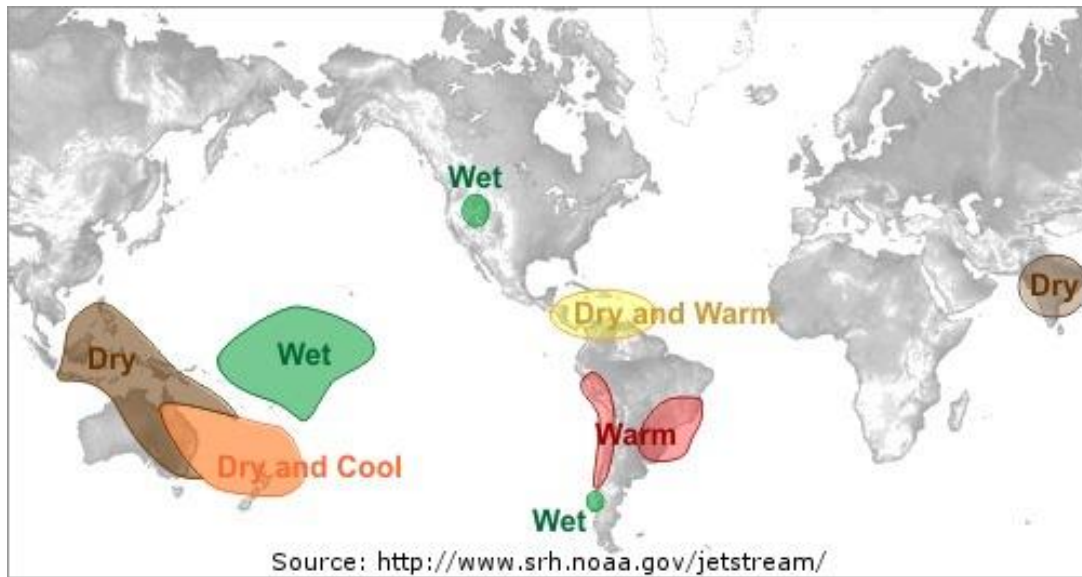 Wet
Dry
Dry and Warm
Dry
Wet
Warm
Dry and Cool
Wet
Source: http://www.srh.noaa.gov/jetstream/